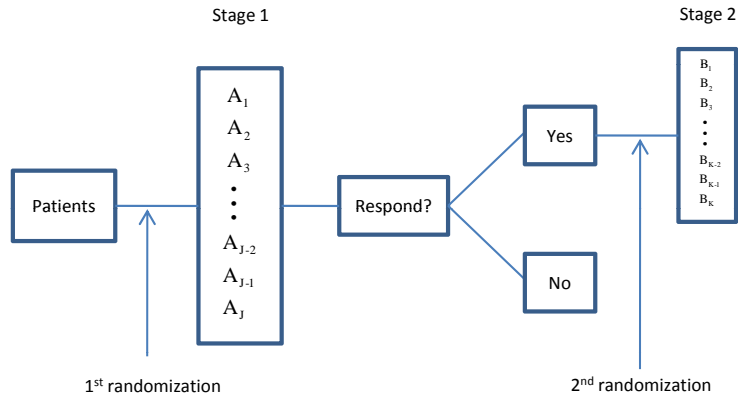 Stage 1
Stage 2
Patients
A1
A2
A3
⋮
AJ-2
AJ-1
AJ
Respond?
Yes
No
B1
B2
B3
⋮
BK-2
BK-1
BK
1st randomization
2nd randomization